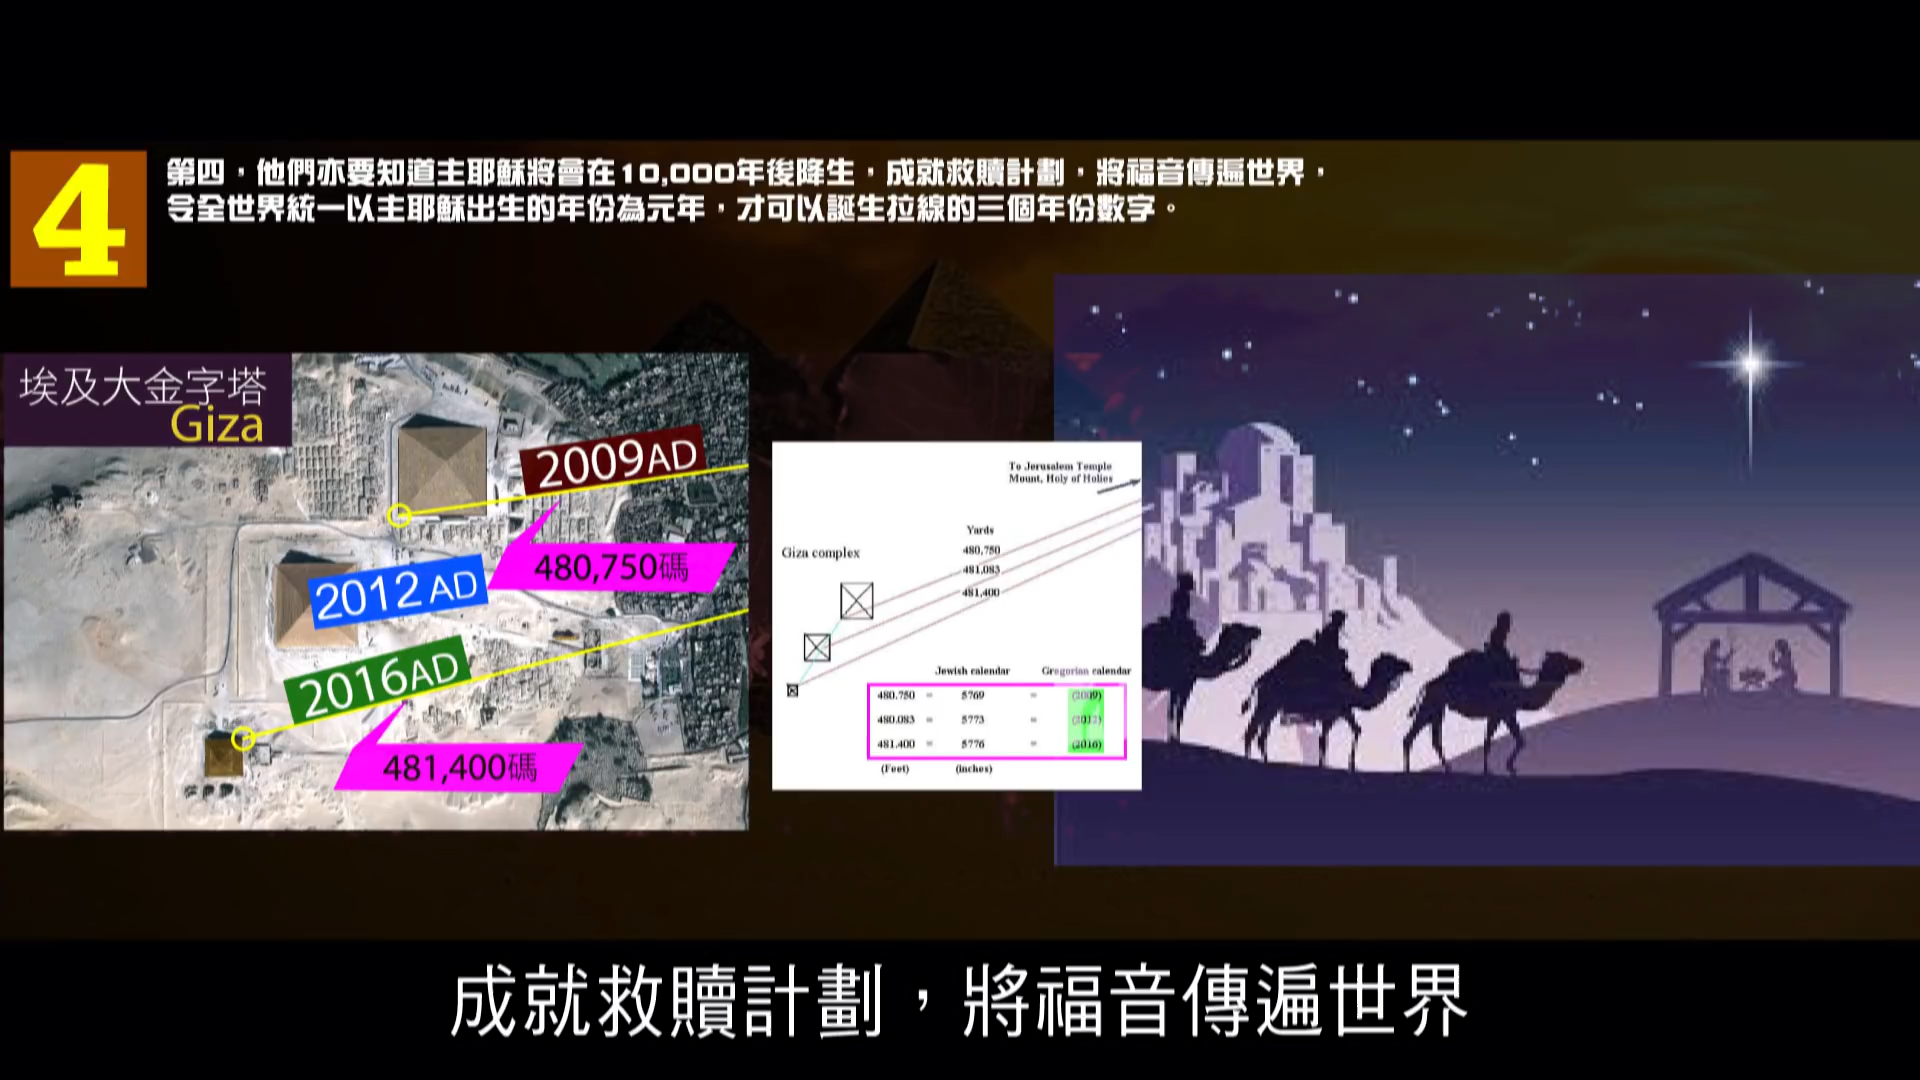 4
第四，他們亦要知道主耶穌將會在10,000年後降生，成就救贖計劃，將福音傳遍世界，
令全世界統一以主耶穌出生的年份為元年，才可以誕生拉線的三個年份數字。
埃及大金字塔
Giza
2009AD
480,750碼
2012 AD
2016AD
481,400碼
To Jerusalem Temple
Mount, Holy of Holies
Yards
Giza complex
480,750
481,083
481,400
Jewish calendar Gregorian calendar
480,750 = 5769 = (2009)
480.083 = 5773 = (2012)
481.400 = 5776 = (2016)
(Feet) (inches)
成就救贖計劃，將福音傳遍世界